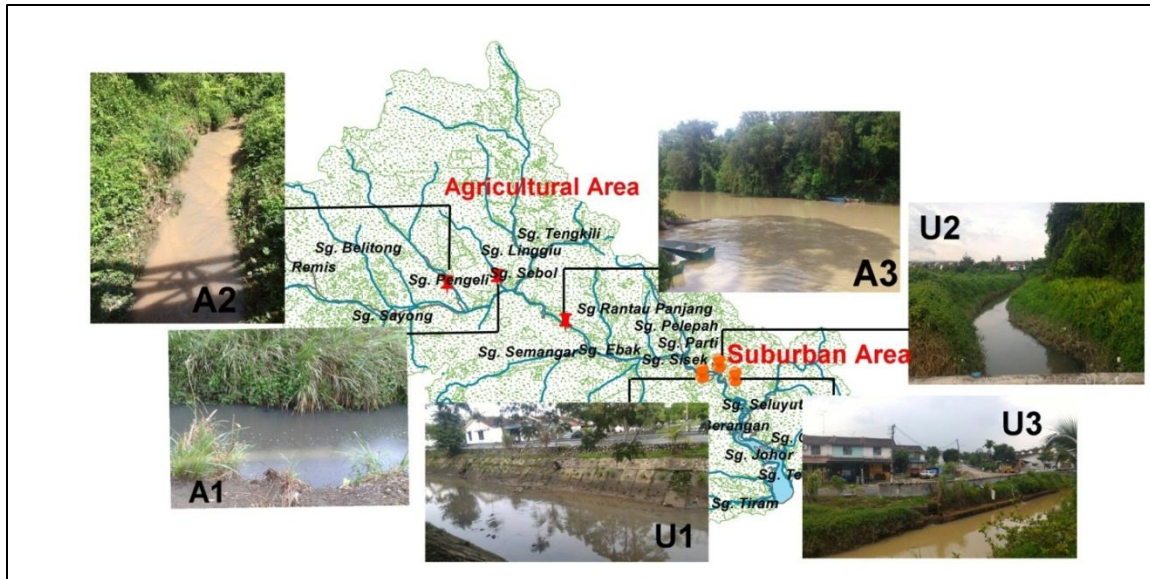 Agricultural Area
Sg. Tengkili
Sg. Linggiu
Sg. Belitong
Sg. Sebol
Remis
Sg. Pengeli
A2
A3
U2
Sg. Sayong
Sg Rantau Panjang
Sg. Pelepah
Sg. Parti
Sg. Semangar
Sg. Ebak
Sg. Sisek
Suburban Area
Sg. Seluyut
Berangan
U3
Sg. Johor
Sg. Te
A1
U1
Sg. Tiram